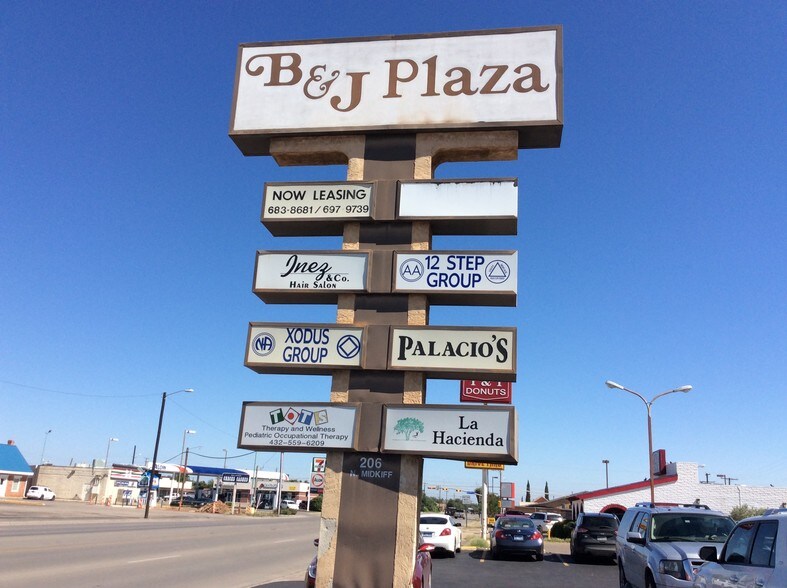 B&J Plaza
NOW LEASING
683-8681/697 9739
Inez
& Co.
HAIR SALON
AA
12 STEP
GROUP
NA
XODUS
GROUP
PALACIO'S
T&T
DONUTS
TOTS
Therapy and Wellness
Pediatric Occupational Therapy
432-559-6209
La
Hacienda
206
N. MIDKIFF
7